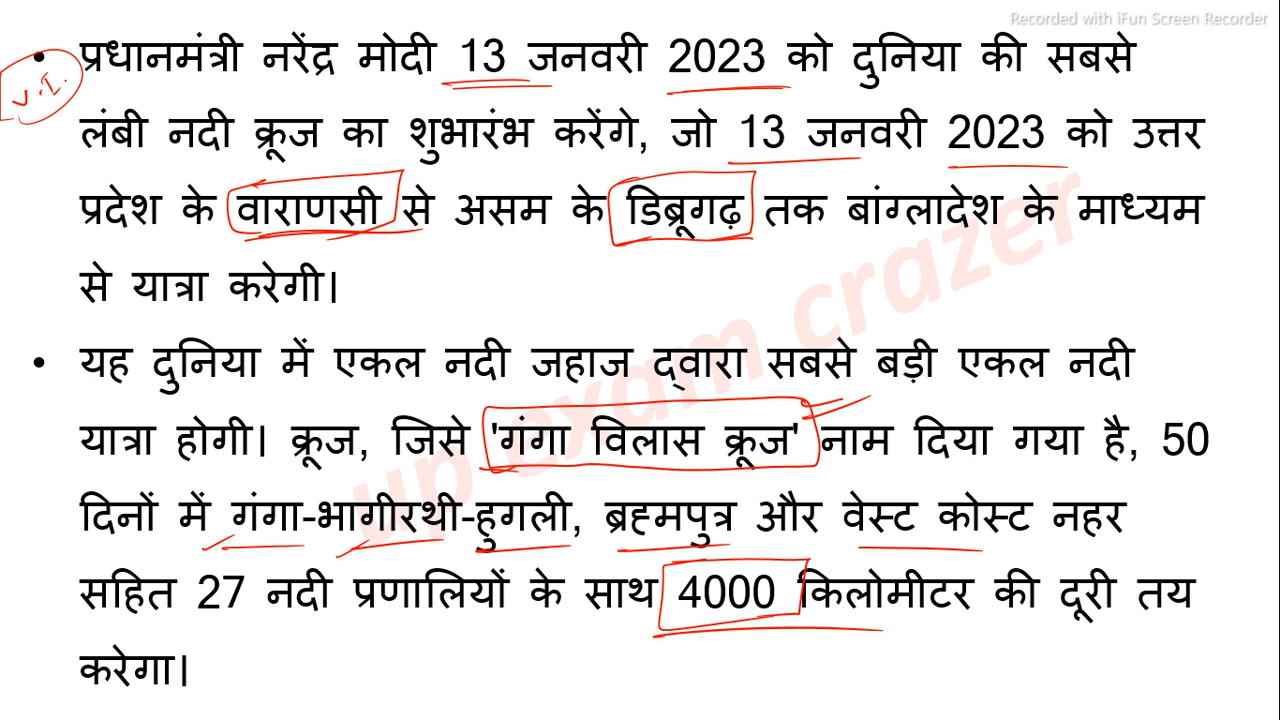 Recorded with iFun Screen Recorder
V.I.
• प्रधानमंत्री नरेंद्र मोदी 13 जनवरी 2023 को दुनिया की सबसे
लंबी नदी क्रूज का शुभारंभ करेंगे, जो 13 जनवरी 2023 को उत्तर
प्रदेश के वाराणसी से असम के डिब्रूगढ़ तक बांग्लादेश के माध्यम
से यात्रा करेगी।
• यह दुनिया में एकल नदी जहाज द्वारा सबसे बड़ी एकल नदी
यात्रा होगी। क्रूज, जिसे 'गंगा विलास क्रूज' नाम दिया गया है, 50
दिनों में गंगा-भागीरथी-हुगली, ब्रह्मपुत्र और वेस्ट कोस्ट नहर
सहित 27 नदी प्रणालियों के साथ 4000 किलोमीटर की दूरी तय
करेगा।
up exam crazer